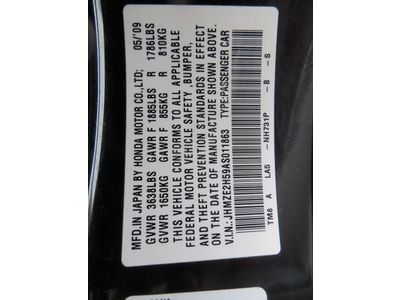 MFD.IN JAPAN BY HONDA MOTOR CO.,LTD; 05/'09
GVWR 3638LBS GAWR F 1885LBS R 1786LBS
GVWR 1650KG GAWR F 855KG R 810KG
THIS VEHICLE CONFORMS TO ALL APPLICABLE
FEDERAL MOTOR VEHICLE SAFETY ,BUMPER,
AND THEFT PREVENTION STANDARDS IN EFFECT
ON THE DATE OF MANUFACTURE SHOWN ABOVE.
V.I.N.: JHMZE2H59AS011863 TYPE:PASSENGER CAR
TM8 A LA5 -NH731P -B -S